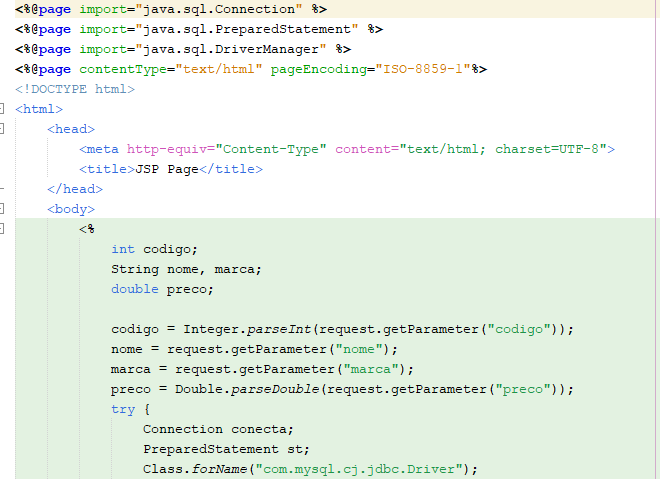 <%@page import="java.sql.Connection" %>
<%@page import="java.sql.PreparedStatement" %>
<%@page import="java.sql.DriverManager" %>
<%@page contentType="text/html" pageEncoding="ISO-8859-1"%>
<!DOCTYPE html>
<html>
    <head>
        <meta http-equiv="Content-Type" content="text/html; charset=UTF-8">
        <title>JSP Page</title>
    </head>
    <body>
        <%
            int codigo;
            String nome, marca;
            double preco;

            codigo = Integer.parseInt(request.getParameter("codigo"));
            nome = request.getParameter("nome");
            marca = request.getParameter("marca");
            preco = Double.parseDouble(request.getParameter("preco"));
            try {
                Connection conecta;
                PreparedStatement st;
                Class.forName("com.mysql.cj.jdbc.Driver");